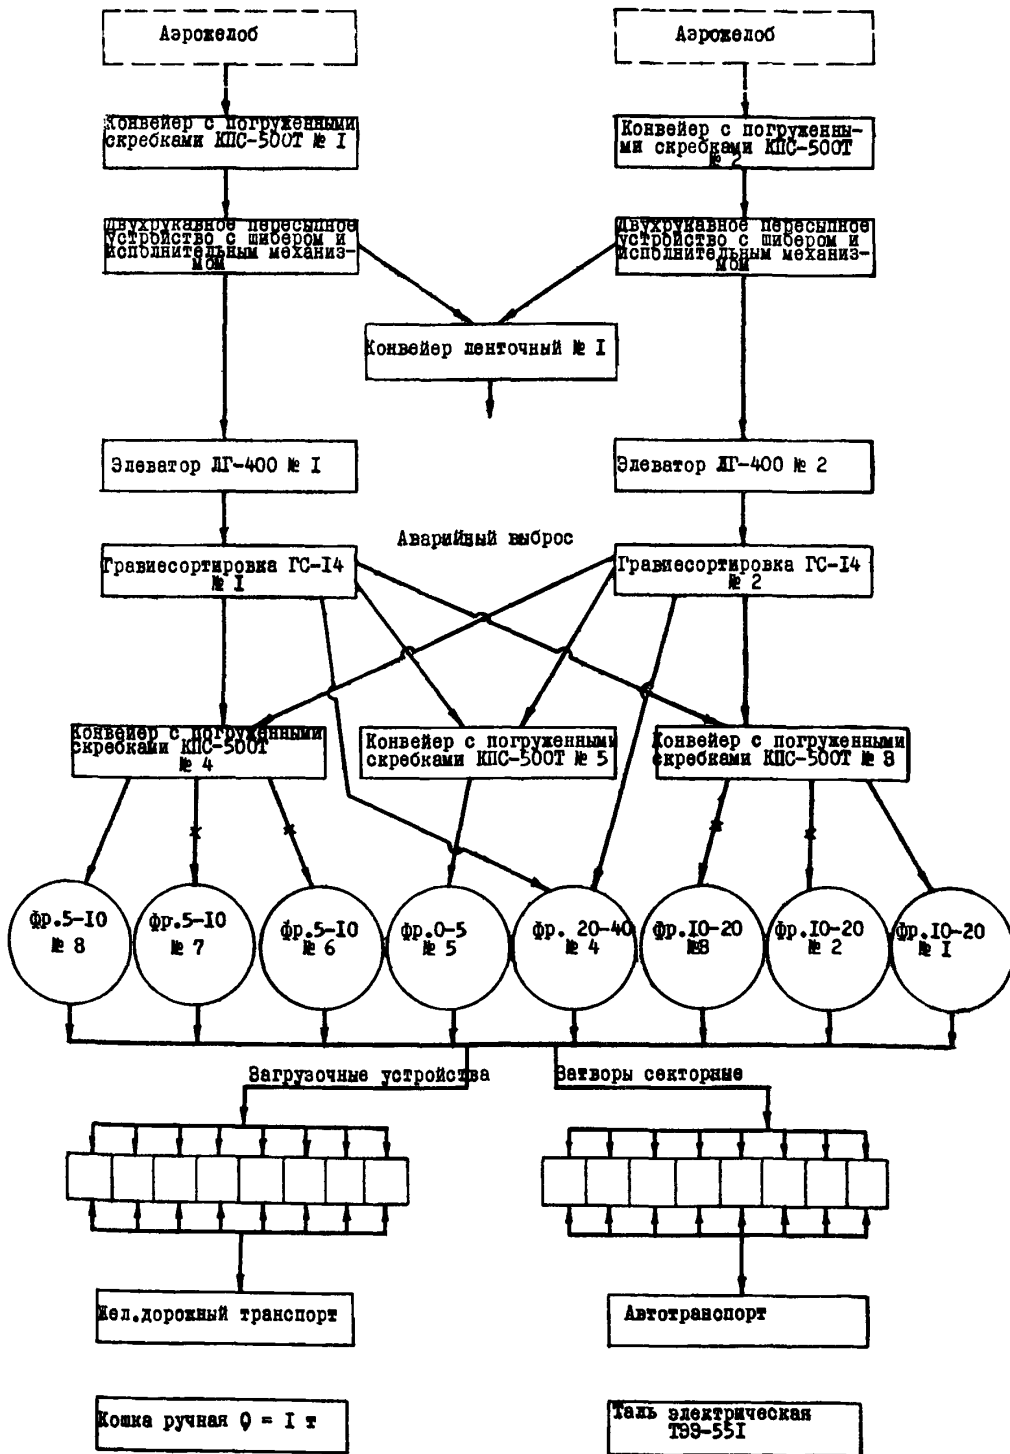 Аэрожелоб
Аэрожелоб
Конвейер с погруженными
скребками КПС-500Т № I
Конвейер с погруженны-
ми скребками КПС-500Т
№ 2
Двухрукавное пересыпное
устройство с шибером и
исполнительным механиз-
мом
Двухрукавное пересыпное
устройство с шибером и
исполнительным механиз-
мом
Конвейер ленточный № I
Элеватор ЛГ-400 № I
Элеватор ЛГ-400 № 2
Аварийный выброс
Гравиесортировка ГС-I4
№ I
Гравиесортировка ГС-I4
№ 2
Конвейер с погруженными
скребками КПС-500Т
№ 4
Конвейер с погруженными
скребками КПС-500Т № 5
Конвейер с погруженными
скребками КПС-500Т № 3
фр.5-I0
№ 8
фр.5-I0
№ 7
фр.5-I0
№ 6
фр.0-5
№ 5
фр. 20-40
№ 4
фр.I0-20
№3
фр.I0-20
№ 2
фр.I0-20
№ I
Загрузочные устройства
Затворы секторные
Жел.дорожный транспорт
Автотранспорт
Кошка ручная Q = I т
Таль электрическая
ТЭЭ-55I